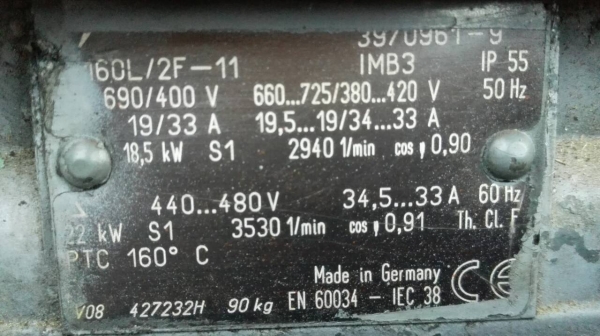 3970961-9
160L/2F-11 IMB3 IP 55
690/400 V 660...725/380...420 V 50 Hz
19/33 A 19,5...19/34...33 A
18,5 kW S1 2940 1/min cos φ 0,90
440...480 V 34,5...33 A 60 Hz
22 kW S1 3530 1/min cos φ 0,91 Th. Cl. F
PTC 160° C
Made in Germany CE
V08 427232H 90 kg EN 60034 - IEC 38